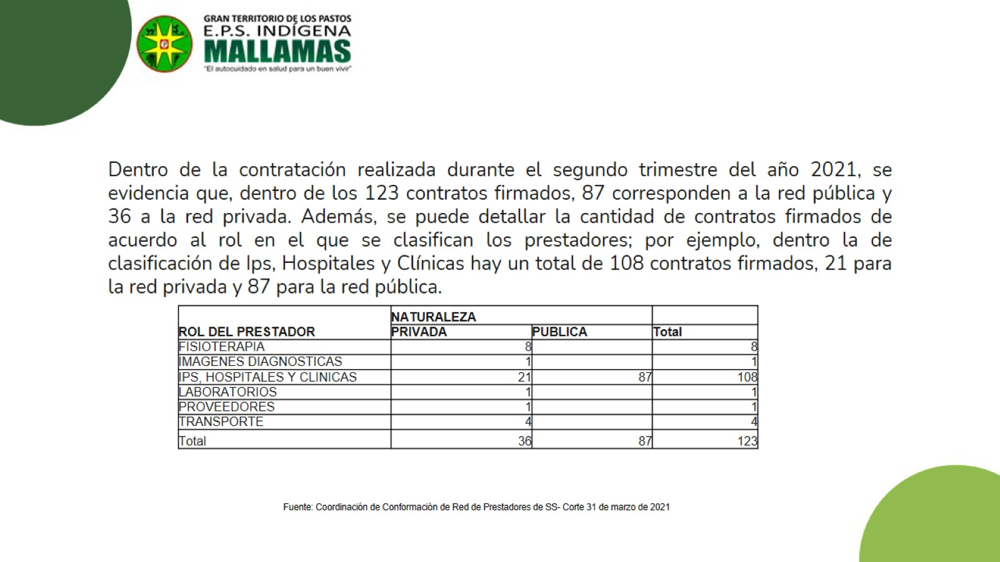 GRAN TERRITORIO DE LOS PASTOS
E.P.S. INDÍGENA
MALLAMAS
"El autocuidado en salud para un buen vivir"
Dentro de la contratación realizada durante el segundo trimestre del año 2021, se
evidencia que, dentro de los 123 contratos firmados, 87 corresponden a la red pública y
36 a la red privada. Además, se puede detallar la cantidad de contratos firmados de
acuerdo al rol en el que se clasifican los prestadores; por ejemplo, dentro la de
clasificación de Ips, Hospitales y Clínicas hay un total de 108 contratos firmados, 21 para
la red privada y 87 para la red pública.
NATURALEZA
ROL DEL PRESTADOR PRIVADA PUBLICA Total
FISIOTERAPIA 8 8
IMAGENES DIAGNOSTICAS 1 1
IPS, HOSPITALES Y CLINICAS 21 87 108
LABORATORIOS 1 1
PROVEEDORES 1 1
TRANSPORTE 4 4
Total 36 87 123
Fuente: Coordinación de Conformación de Red de Prestadores de SS- Corte 31 de marzo de 2021